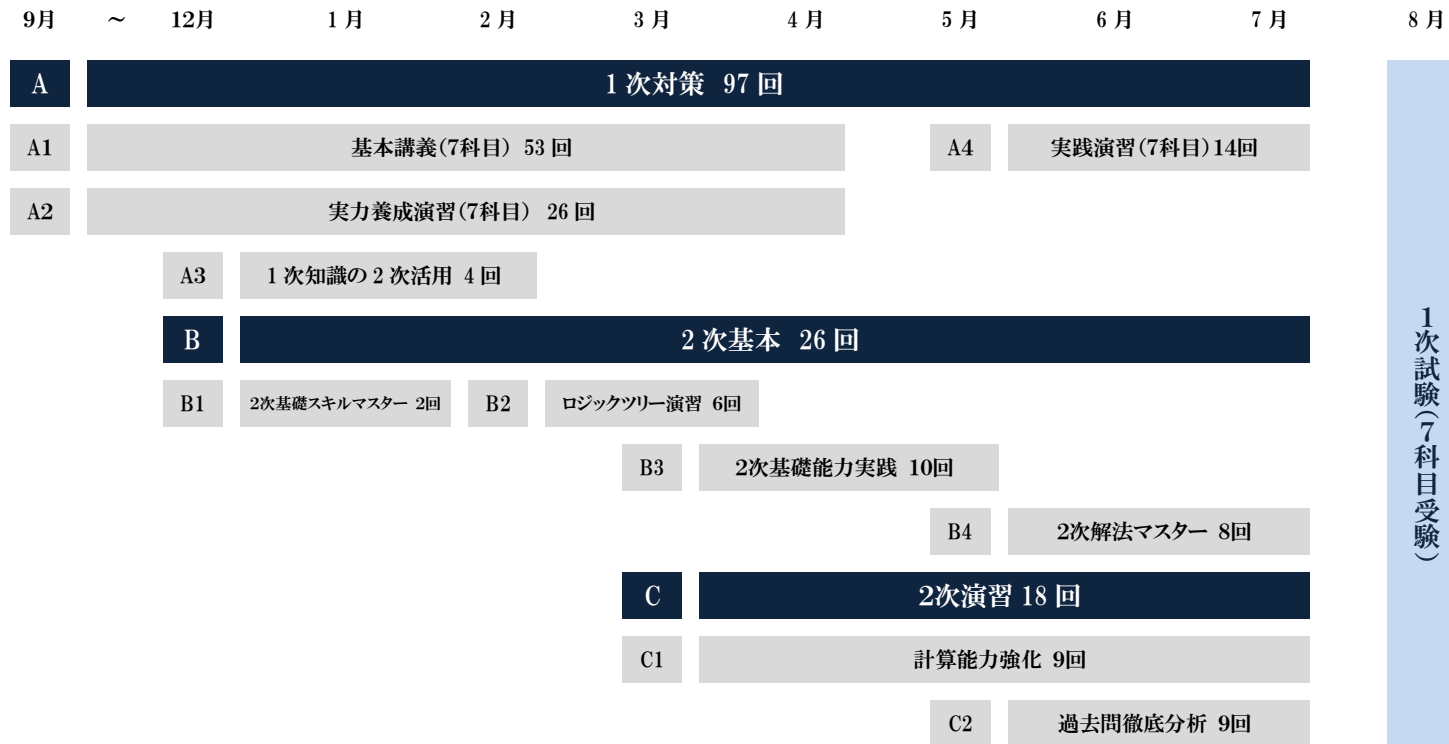 9月 ～ 12月 1月 2月 3月 4月 5月 6月 7月 8月
A 1次対策 97回
A1 基本講義(7科目) 53回 A4 実践演習(7科目)14回
A2 実力養成演習(7科目) 26回
A3 1次知識の2次活用 4回
B 2次基本 26回
B1 2次基礎スキルマスター 2回 B2 ロジックツリー演習 6回
B3 2次基礎能力実践 10回
B4 2次解法マスター 8回
C 2次演習 18回
C1 計算能力強化 9回
C2 過去問徹底分析 9回
1次試験(7科目受験)